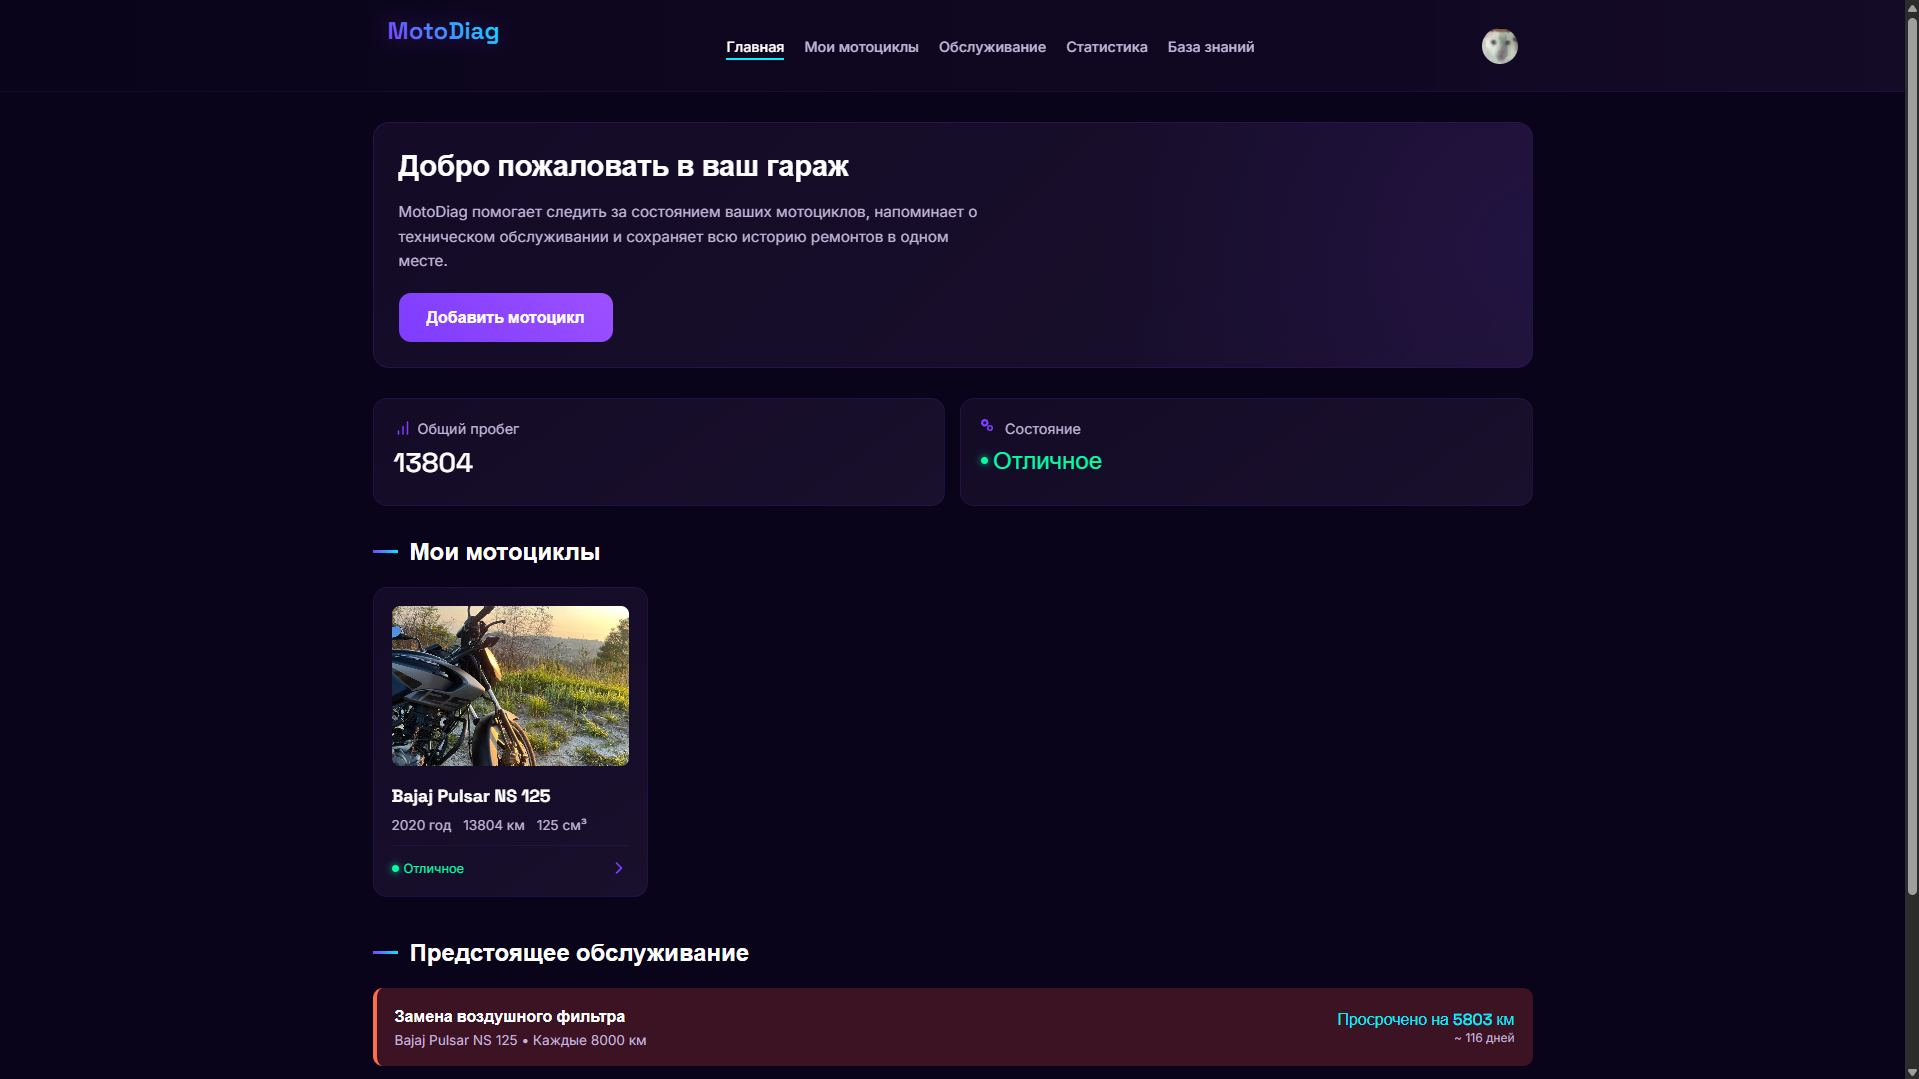 MotoDiag
Главная Мои мотоциклы Обслуживание Статистика База знаний
Добро пожаловать в ваш гараж
MotoDiag помогает следить за состоянием ваших мотоциклов, напоминает о
техническом обслуживании и сохраняет всю историю ремонтов в одном
месте.
Добавить мотоцикл
Общий пробег
13804
Состояние
Отличное
Мои мотоциклы
Bajaj Pulsar NS 125
2020 год 13804 км 125 см³
Отличное
Предстоящее обслуживание
Замена воздушного фильтра
Bajaj Pulsar NS 125 • Каждые 8000 км
Просрочено на 5803 км
~ 116 дней